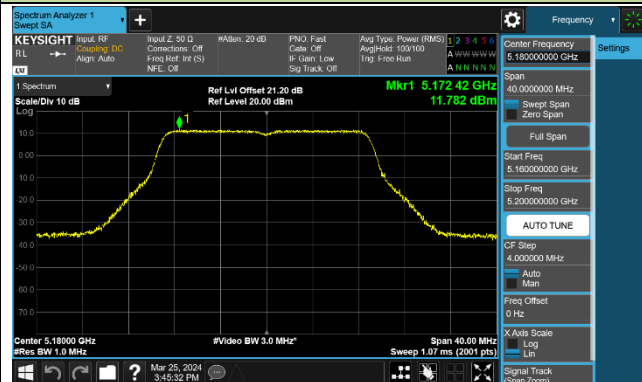 Spectrum Analyzer 1
Swept SA
+
Frequency
KEYSIGHT
RL
Input: RF
Coupling: DC
Align: Auto
Input Z: 50 Ω
Corrections: Off
Freq Ref: Int (S)
NFE: Off
#Atten: 20 dB
PNO: Fast
Gate: Off
IF Gain: Low
Sig Track: Off
Avg Type: Power (RMS)
Avg|Hold: 100/100
Trig: Free Run
1 2 3 4 5 6
A W W W W W
A N N N N N
LXI
1 Spectrum
Scale/Div 10 dB
Log
Ref Lvl Offset 21.20 dB
Ref Level 20.00 dBm
Mkr1 5.172 42 GHz
11.782 dBm
1
10.0
0.00
-10.0
-20.0
-30.0
-40.0
-50.0
-60.0
-70.0
Center 5.18000 GHz
#Res BW 1.0 MHz
#Video BW 3.0 MHz*
Span 40.00 MHz
Sweep 1.07 ms (2001 pts)
Mar 25, 2024
3:45:32 PM
?
Settings
Center Frequency
5.180000000 GHz
Span
40.0000000 MHz
Swept Span
Zero Span
Full Span
Start Freq
5.160000000 GHz
Stop Freq
5.200000000 GHz
AUTO TUNE
CF Step
4.000000 MHz
Auto
Man
Freq Offset
0 Hz
X Axis Scale
Log
Lin
Signal Track
(Span Zoom)